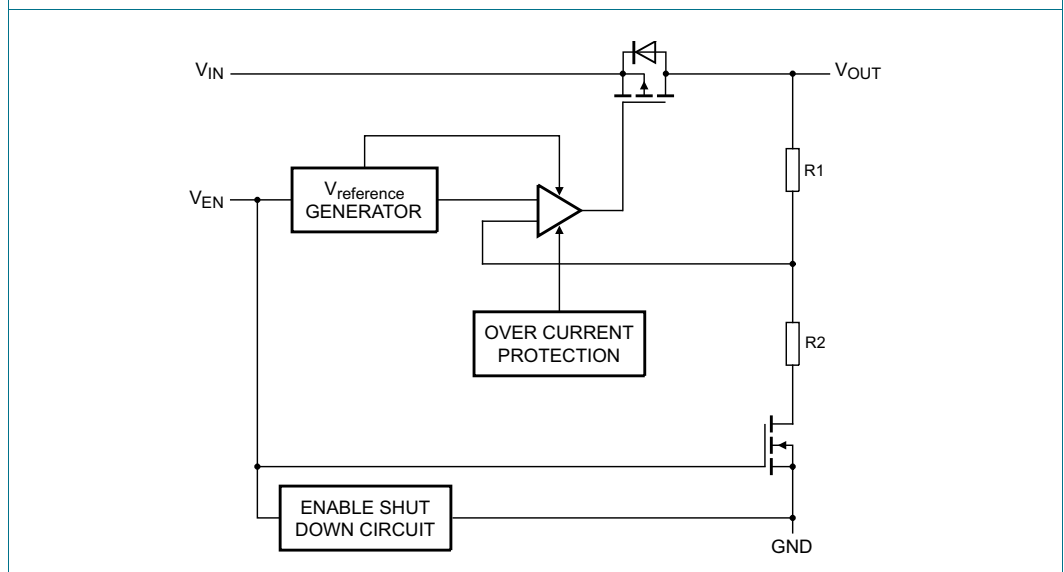 VIN
VOUT
R1
VEN
Vreference
GENERATOR
OVER CURRENT
PROTECTION
R2
ENABLE SHUT
DOWN CIRCUIT
GND